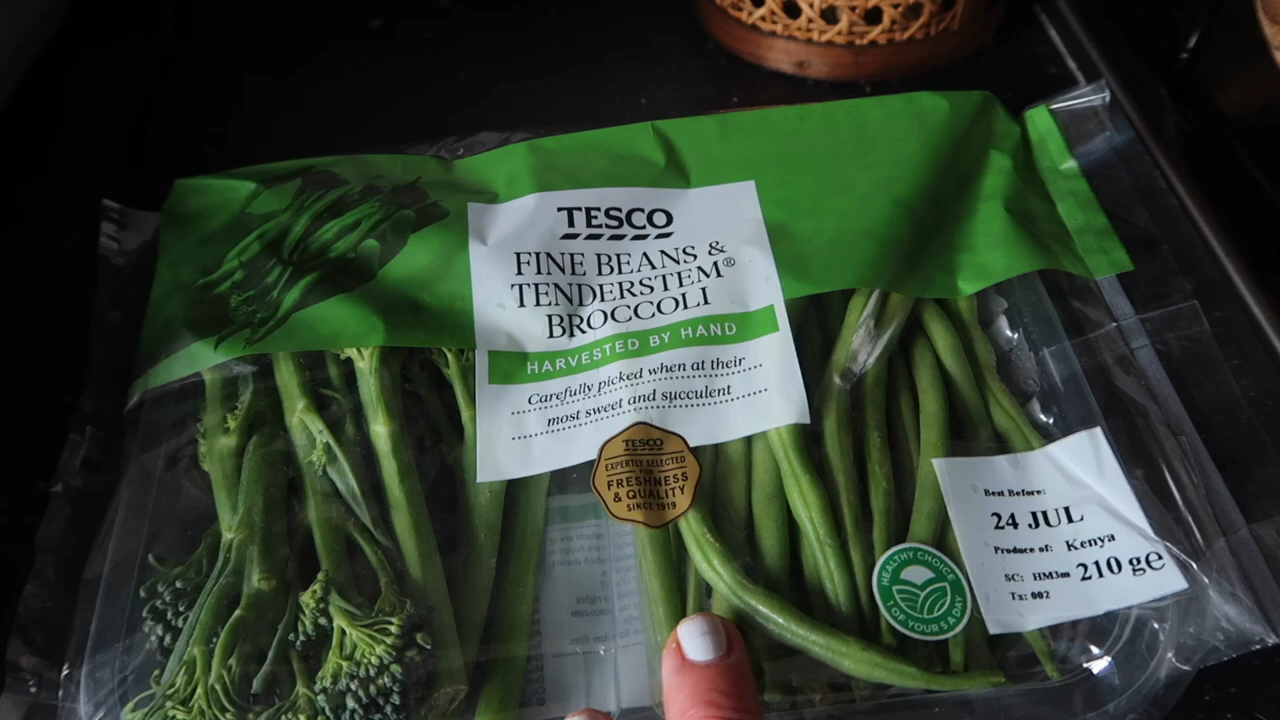 TESCO
FINE BEANS &
TENDERSTEM®
BROCCOLI
HARVESTED BY HAND
Carefully picked when at their
most sweet and succulent
TESCO
EXPERTLY SELECTED
FOR
FRESHNESS
& QUALITY
SINCE 1919
HEALTHY CHOICE
1 OF YOUR 5 A DAY
Best Before:
24 JUL
Produce of: Kenya
SC: HM3m 210 ge
Tx: 002